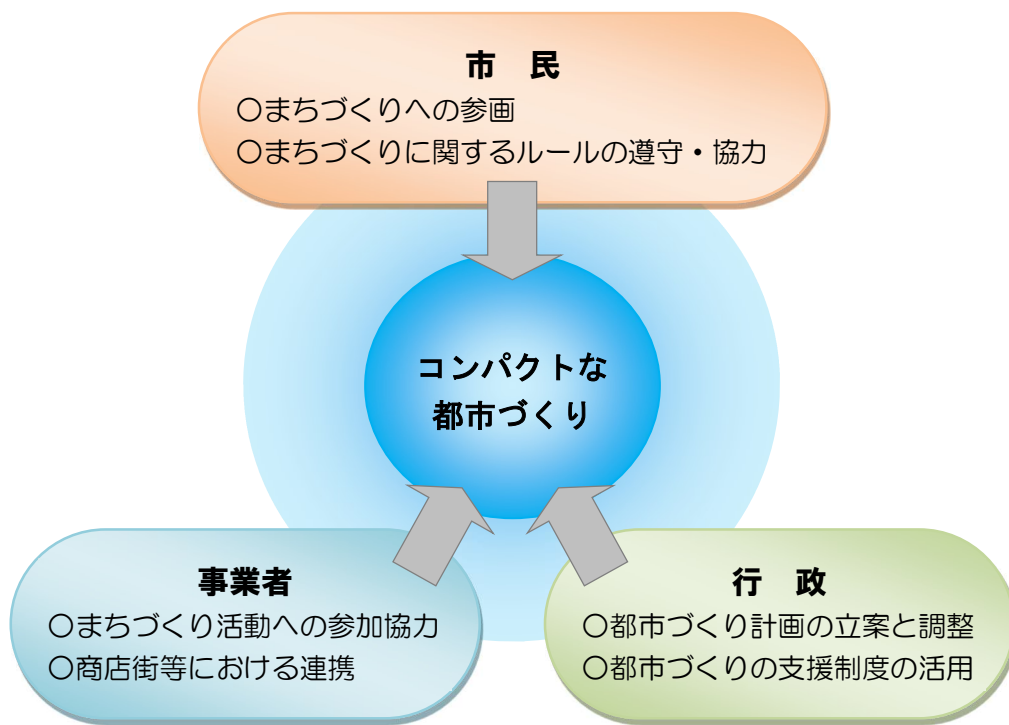 市　民
○まちづくりへの参画
○まちづくりに関するルールの遵守・協力
コンパクトな
都市づくり
事業者
○まちづくり活動への参加協力
○商店街等における連携
行　政
○都市づくり計画の立案と調整
○都市づくりの支援制度の活用